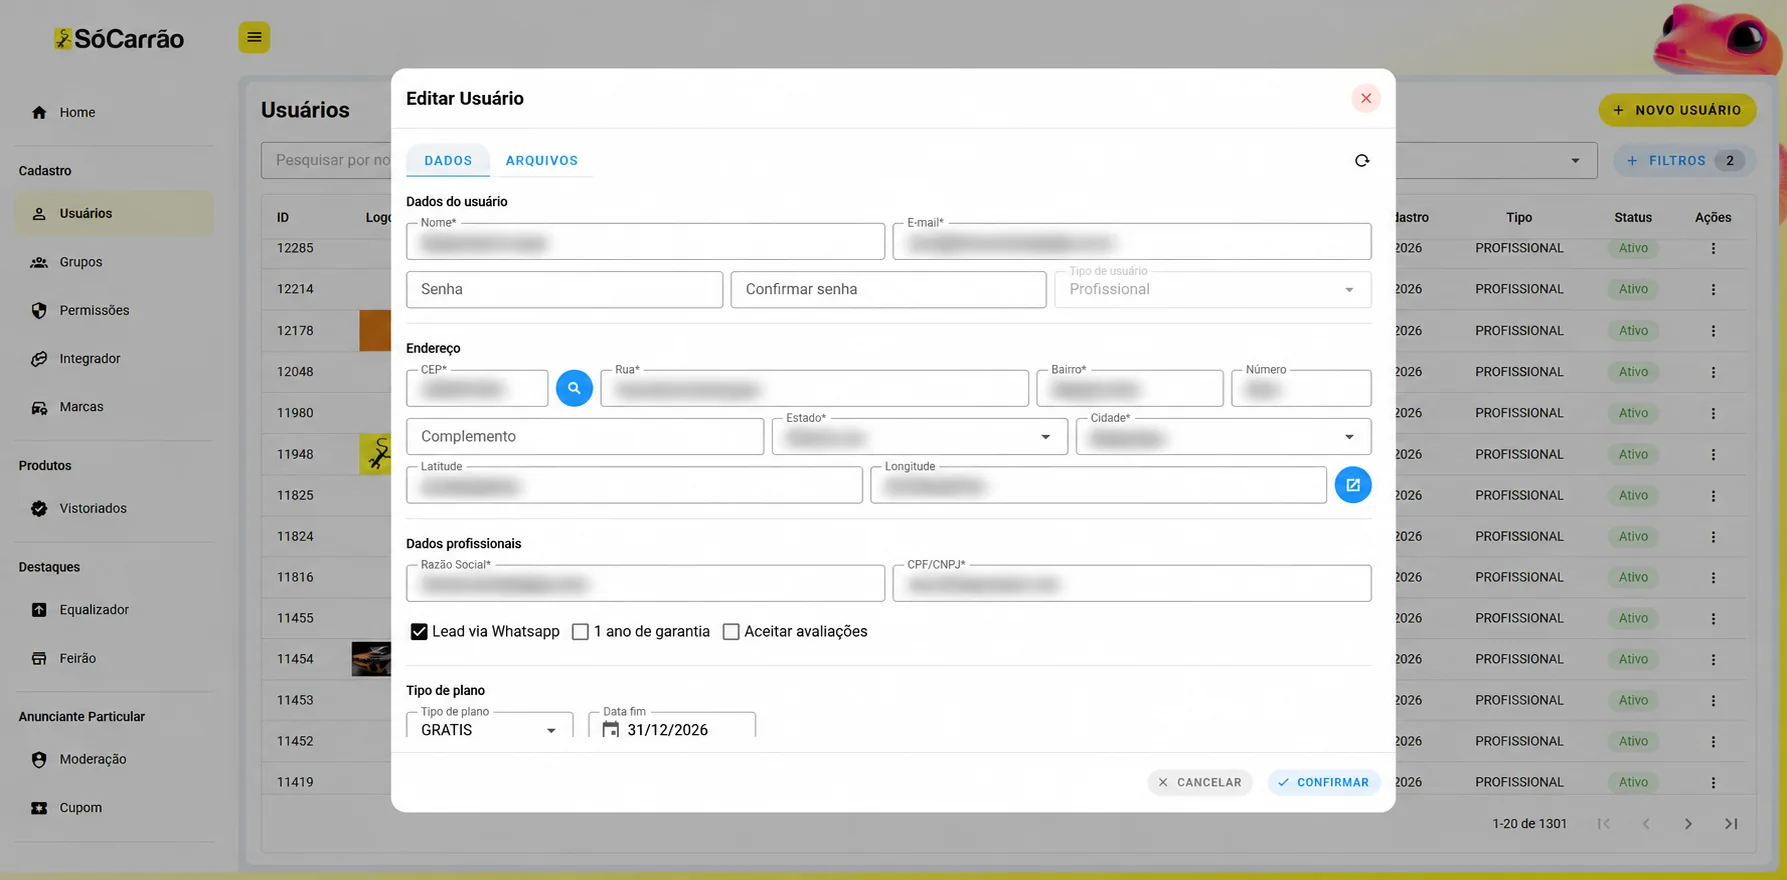 SóCarrão
Home
Cadastro
Usuários
Grupos
Permissões
Integrador
Marcas
Produtos
Vistoriados
Destaques
Equalizador
Feirão
Anunciante Particular
Moderação
Cupom
Usuários
+ NOVO USUÁRIO
Pesquisar por no
+ FILTROS 2
ID Logo dastro Tipo Status Ações
12285 2026 PROFISSIONAL Ativo
12214 2026 PROFISSIONAL Ativo
12178 2026 PROFISSIONAL Ativo
12048 2026 PROFISSIONAL Ativo
11980 2026 PROFISSIONAL Ativo
11948 2026 PROFISSIONAL Ativo
11825 2026 PROFISSIONAL Ativo
11824 2026 PROFISSIONAL Ativo
11816 2026 PROFISSIONAL Ativo
11455 2026 PROFISSIONAL Ativo
11454 2026 PROFISSIONAL Ativo
11453 2026 PROFISSIONAL Ativo
11452 2026 PROFISSIONAL Ativo
11419 2026 PROFISSIONAL Ativo
1-20 de 1301
Editar Usuário
DADOS ARQUIVOS
Dados do usuário
Nome* E-mail*
Senha Confirmar senha Tipo de usuário
Profissional
Endereço
CEP* Rua* Bairro* Número
Complemento Estado* Cidade*
Latitude Longitude
Dados profissionais
Razão Social* CPF/CNPJ*
Lead via Whatsapp 1 ano de garantia Aceitar avaliações
Tipo de plano
Tipo de plano Data fim
GRATIS 31/12/2026
CANCELAR CONFIRMAR